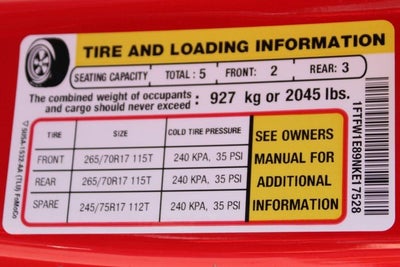 TIRE AND LOADING INFORMATION
SEATING CAPACITY TOTAL : 5 FRONT: 2 REAR: 3
The combined weight of occupants
and cargo should never exceed : 927 kg or 2045 lbs.
TIRE SIZE COLD TIRE PRESSURE
FRONT 265/70R17 115T 240 KPA, 35 PSI
REAR 265/70R17 115T 240 KPA, 35 PSI
SPARE 245/75R17 112T 240 KPA, 35 PSI
SEE OWNERS
MANUAL FOR
ADDITIONAL
INFORMATION
1FTFW1E89NKE17528